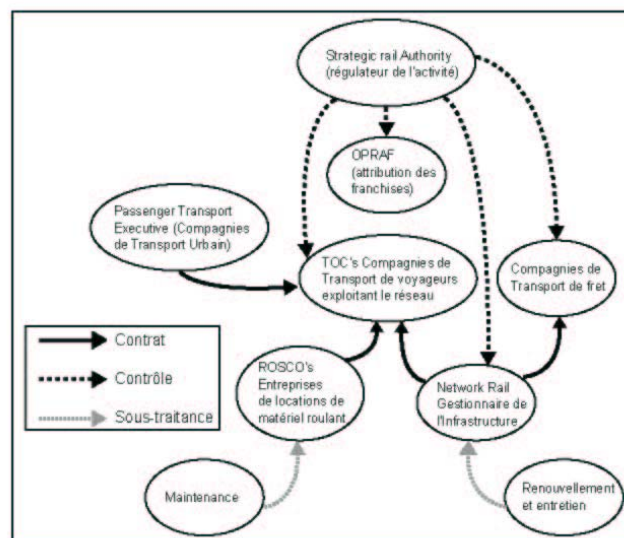 Strategic rail Authority
(régulateur de l'activité)
OPRAF
(attribution des
franchises)
Passenger Transport
Executive (Compagnies
de Transport Urbain)
TOC's Compagnies de
Transport de voyageurs
exploitant le réseau
Compagnies de
Transport de fret
Contrat
Contrôle
Sous-traitance
ROSCO's
Entreprises
de locations de
matériel roulant
Network Rail
Gestionnaire de
l'Infrastructure
Maintenance
Renouvellement
et entretien